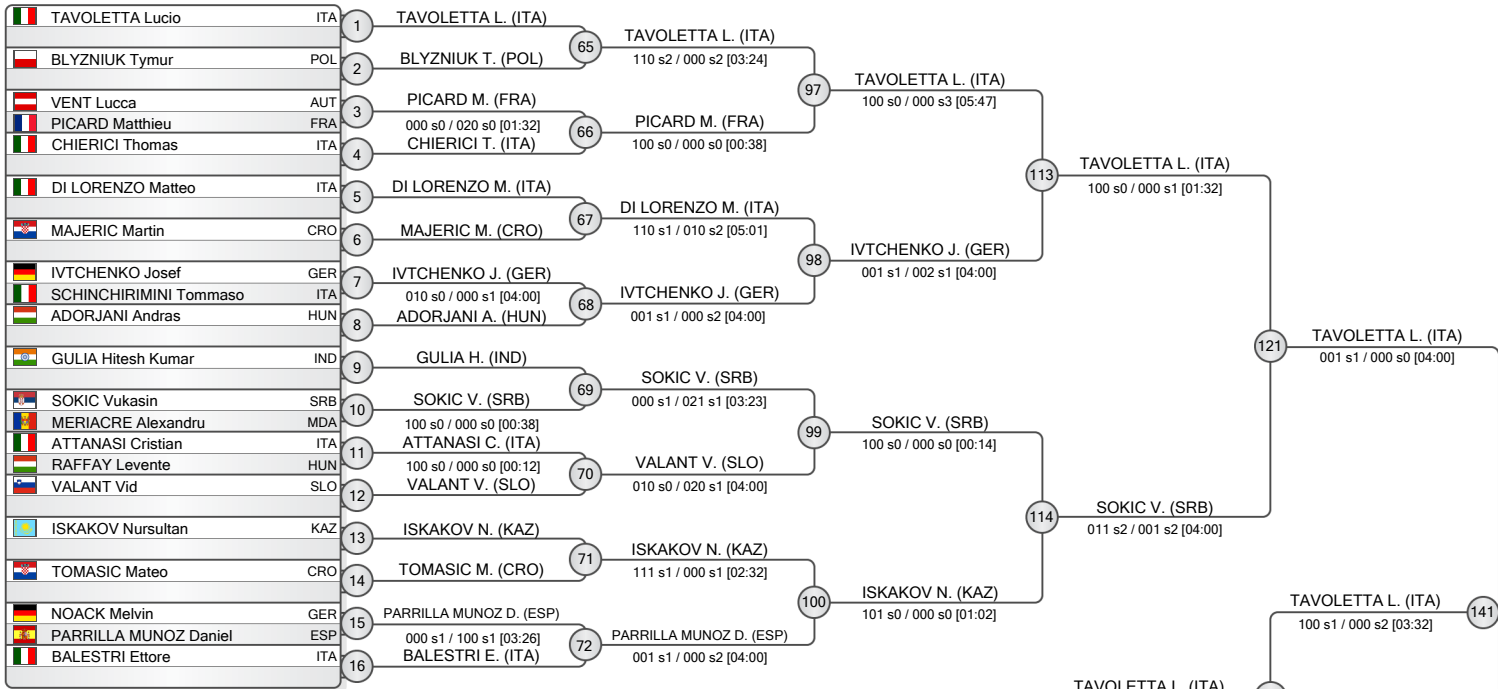 TAVOLETTA Lucio ITA
BLYZNIUK Tymur POL
VENT Lucca AUT
PICARD Matthieu FRA
CHIERICI Thomas ITA
DI LORENZO Matteo ITA
MAJERIC Martin CRO
IVTCHENKO Josef GER
SCHINCHIRIMINI Tommaso ITA
ADORJANI Andras HUN
GULIA Hitesh Kumar IND
SOKIC Vukasin SRB
MERIACRE Alexandru MDA
ATTANASI Cristian ITA
RAFFAY Levente HUN
VALANT Vid SLO
ISKAKOV Nursultan KAZ
TOMASIC Mateo CRO
NOACK Melvin GER
PARRILLA MUNOZ Daniel ESP
BALESTRI Ettore ITA
1
TAVOLETTA L. (ITA)
2
BLYZNIUK T. (POL)
3
PICARD M. (FRA)
000 s0 / 020 s0 [01:32]
4
CHIERICI T. (ITA)
5
DI LORENZO M. (ITA)
6
MAJERIC M. (CRO)
7
IVTCHENKO J. (GER)
010 s0 / 000 s1 [04:00]
8
ADORJANI A. (HUN)
9
GULIA H. (IND)
10
SOKIC V. (SRB)
100 s0 / 000 s0 [00:38]
11
ATTANASI C. (ITA)
100 s0 / 000 s0 [00:12]
12
VALANT V. (SLO)
13
ISKAKOV N. (KAZ)
14
TOMASIC M. (CRO)
15
PARRILLA MUNOZ D. (ESP)
000 s1 / 100 s1 [03:26]
16
BALESTRI E. (ITA)
65
TAVOLETTA L. (ITA)
110 s2 / 000 s2 [03:24]
66
PICARD M. (FRA)
100 s0 / 000 s0 [00:38]
67
DI LORENZO M. (ITA)
110 s1 / 010 s2 [05:01]
68
IVTCHENKO J. (GER)
001 s1 / 000 s2 [04:00]
69
SOKIC V. (SRB)
000 s1 / 021 s1 [03:23]
70
VALANT V. (SLO)
010 s0 / 020 s1 [04:00]
71
ISKAKOV N. (KAZ)
111 s1 / 000 s1 [02:32]
72
PARRILLA MUNOZ D. (ESP)
001 s1 / 000 s2 [04:00]
97
TAVOLETTA L. (ITA)
100 s0 / 000 s3 [05:47]
98
IVTCHENKO J. (GER)
001 s1 / 002 s1 [04:00]
99
SOKIC V. (SRB)
100 s0 / 000 s0 [00:14]
100
ISKAKOV N. (KAZ)
101 s0 / 000 s0 [01:02]
113
TAVOLETTA L. (ITA)
100 s0 / 000 s1 [01:32]
114
SOKIC V. (SRB)
011 s2 / 001 s2 [04:00]
121
TAVOLETTA L. (ITA)
001 s1 / 000 s0 [04:00]
TAVOLETTA L. (ITA)
100 s1 / 000 s2 [03:32]
141
TAVOLETTA L. (ITA)